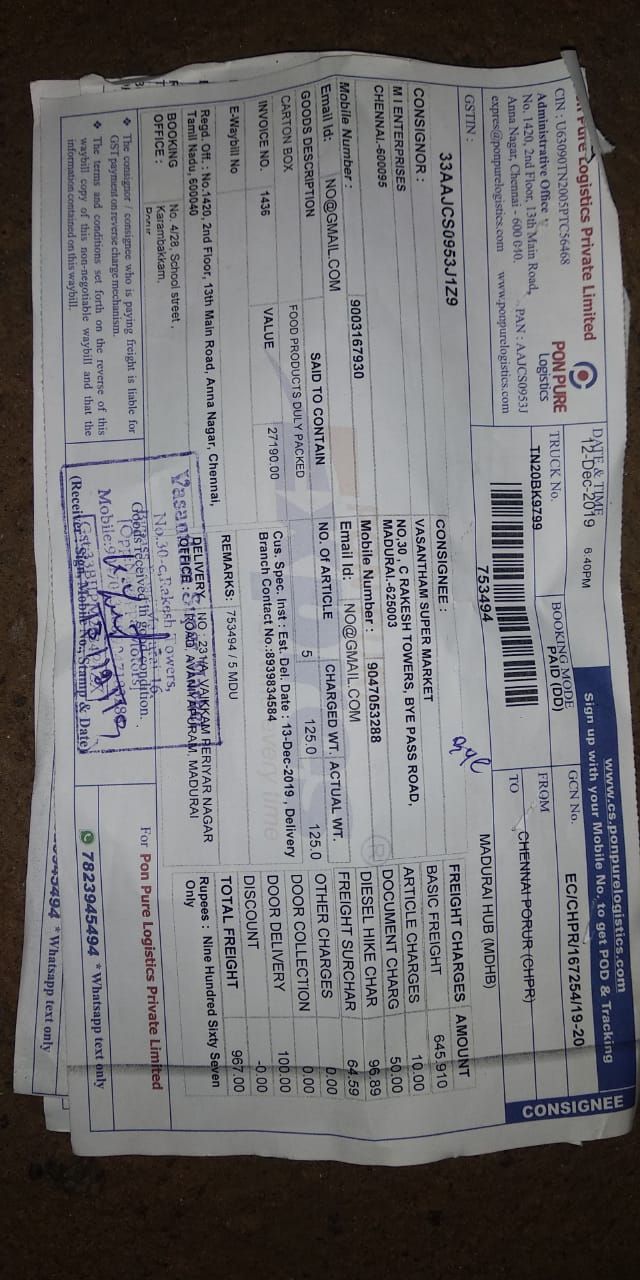 on Pure Logistics Private Limited
CIN : U63090TN2005PTC56468
Administrative Office
No. 1420, 2nd Floor, 13th Main Road,
Anna Nagar, Chennai - 600 040.
PAN : AAJCS0953J
expres@ponpurelogistics.com www.ponpurelogistics.com
PON PURE
Logistics
DATE & TIME
12-Dec-2019 6:40PM
TRUCK No.
TN20BK9799
BOOKING MODE
PAID (DD)
753494
www.cs.ponpurelogistics.com
Sign up with your Mobile No. to get POD & Tracking
CONSIGNEE
GCN No.
EC/CHPR/167254/19-20
FROM
CHENNAI-PORUR (CHPR)
TO
MADURAI HUB (MDHB)
GSTIN :
33AAJCS0953J1Z9
CONSIGNOR :
M I ENTERPRISES
CHENNAI.-600095
Mobile Number : 9003167930
Email Id: NO@GMAIL.COM
CONSIGNEE :
VASANTHAM SUPER MARKET
NO.30 , C RAKESH TOWERS, BYE PASS ROAD,
MADURAI.-625003
Mobile Number : 9047053288
Email Id: NO@GMAIL.COM
GOODS DESCRIPTION SAID TO CONTAIN NO. OF ARTICLE CHARGED WT. ACTUAL WT.
CARTON BOX FOOD PRODUCTS DULY PACKED 5 125.0 125.0
INVOICE NO. 1436 VALUE 27190.00
Cus. Spec. Inst : Est. Del. Date : 13-Dec-2019 , Delivery
Branch Contact No.:8939834584
E-Waybill No
REMARKS: 753494 / 5 MDU
FREIGHT CHARGES AMOUNT
BASIC FREIGHT 645.910
ARTICLE CHARGES 10.00
DOCUMENT CHARG 50.00
DIESEL HIKE CHAR 96.89
FREIGHT SURCHAR 64.59
OTHER CHARGES 0.00
DOOR COLLECTION 0.00
DOOR DELIVERY 100.00
DISCOUNT -0.00
TOTAL FREIGHT 967.00
Rupees : Nine Hundred Sixty Seven
Only
Regd. Off. : No.1420, 2nd Floor, 13th Main Road, Anna Nagar, Chennai,
Tamil Nadu, 600040
BOOKING
OFFICE :
No. 4/28, School street ,
Karambakkam,
Porur
DELIVERY
OFFICE :
VAIKKAM PERIYAR NAGAR
MADURAI
❖ The consignor / consignee who is paying freight is liable for
GST payment on reverse charge mechanism.
❖ The terms and conditions set forth on the reverse of this
waybill copy of this non-negotiable waybill and that the
information contained on this waybill.
Goods received in good condition.
(Receiver's Sign, Mobile No., Stamp & Date)
Rakesh Towers,
For Pon Pure Logistics Private Limited
7823945494 *Whatsapp text only
*Whatsapp text only